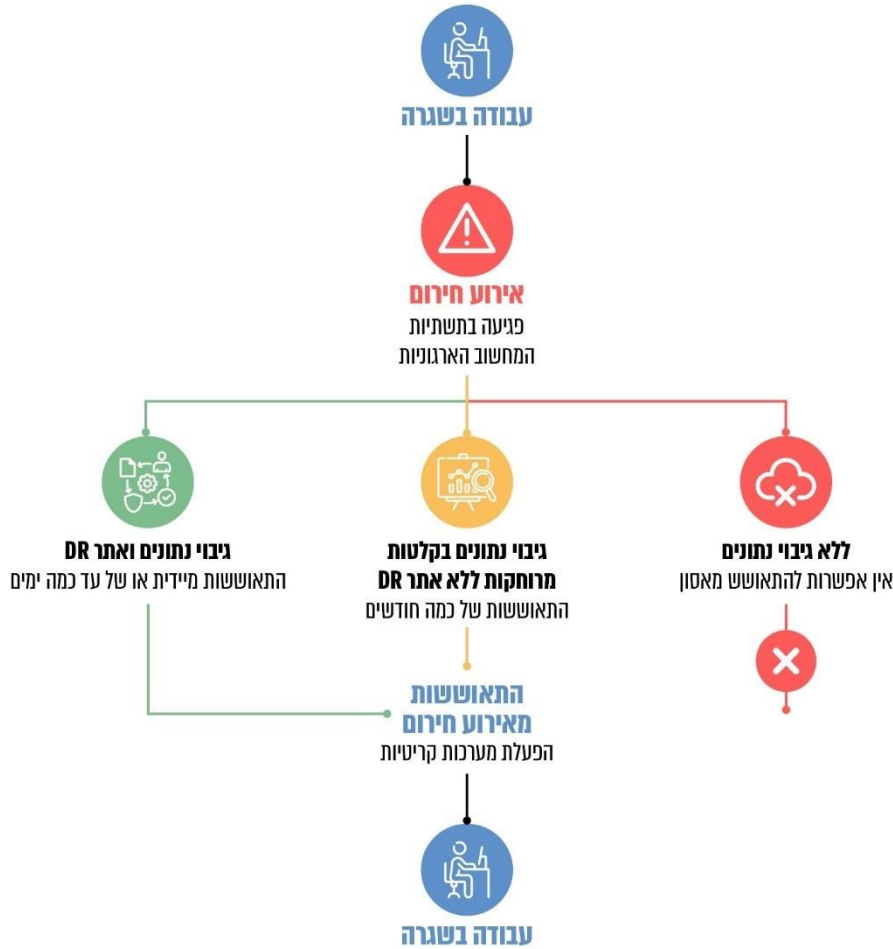 עבודה בשגרה
אירוע חירום
פגיעה בתשתיות
המחשוב הארגוניות
ללא גיבוי נתונים
אין אפשרות להתאושש מאסון
גיבוי נתונים בקלטות
מרוחקות ללא אתר DR
התאוששות של כמה חודשים
גיבוי נתונים ואתר DR
התאוששות מיידית או של עד כמה ימים
התאוששות
מאירוע חירום
הפעלת מערכות קריטיות
עבודה בשגרה